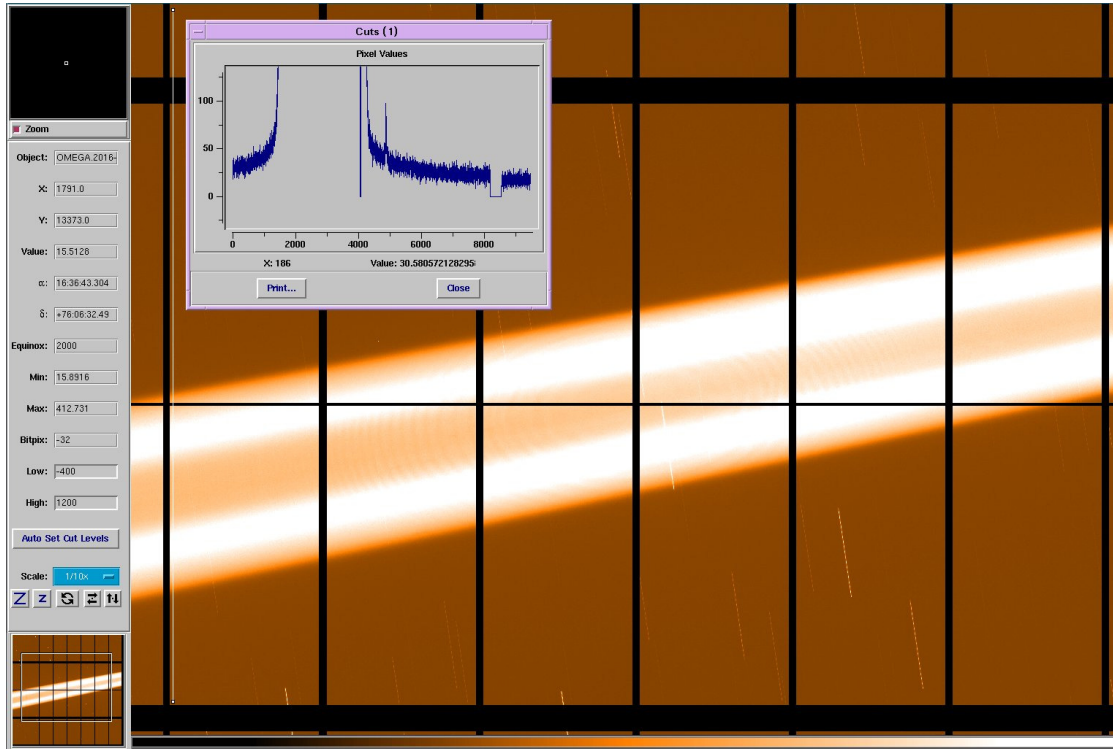 Cuts (1)
Pixel Values
100
50
0
0 2000 4000 6000 8000
X: 186 Value: 30.580572128295
Print... Close
Zoom
Object: OMEGA.2016-
X: 1791.0
Y: 13373.0
Value: 15.5128
α: 16:36:43.304
δ: +76:06:32.49
Equinox: 2000
Min: 15.8916
Max: 412.731
Bitpix: -32
Low: -400
High: 1200
Auto Set Cut Levels
Scale: 1/10x
Z z